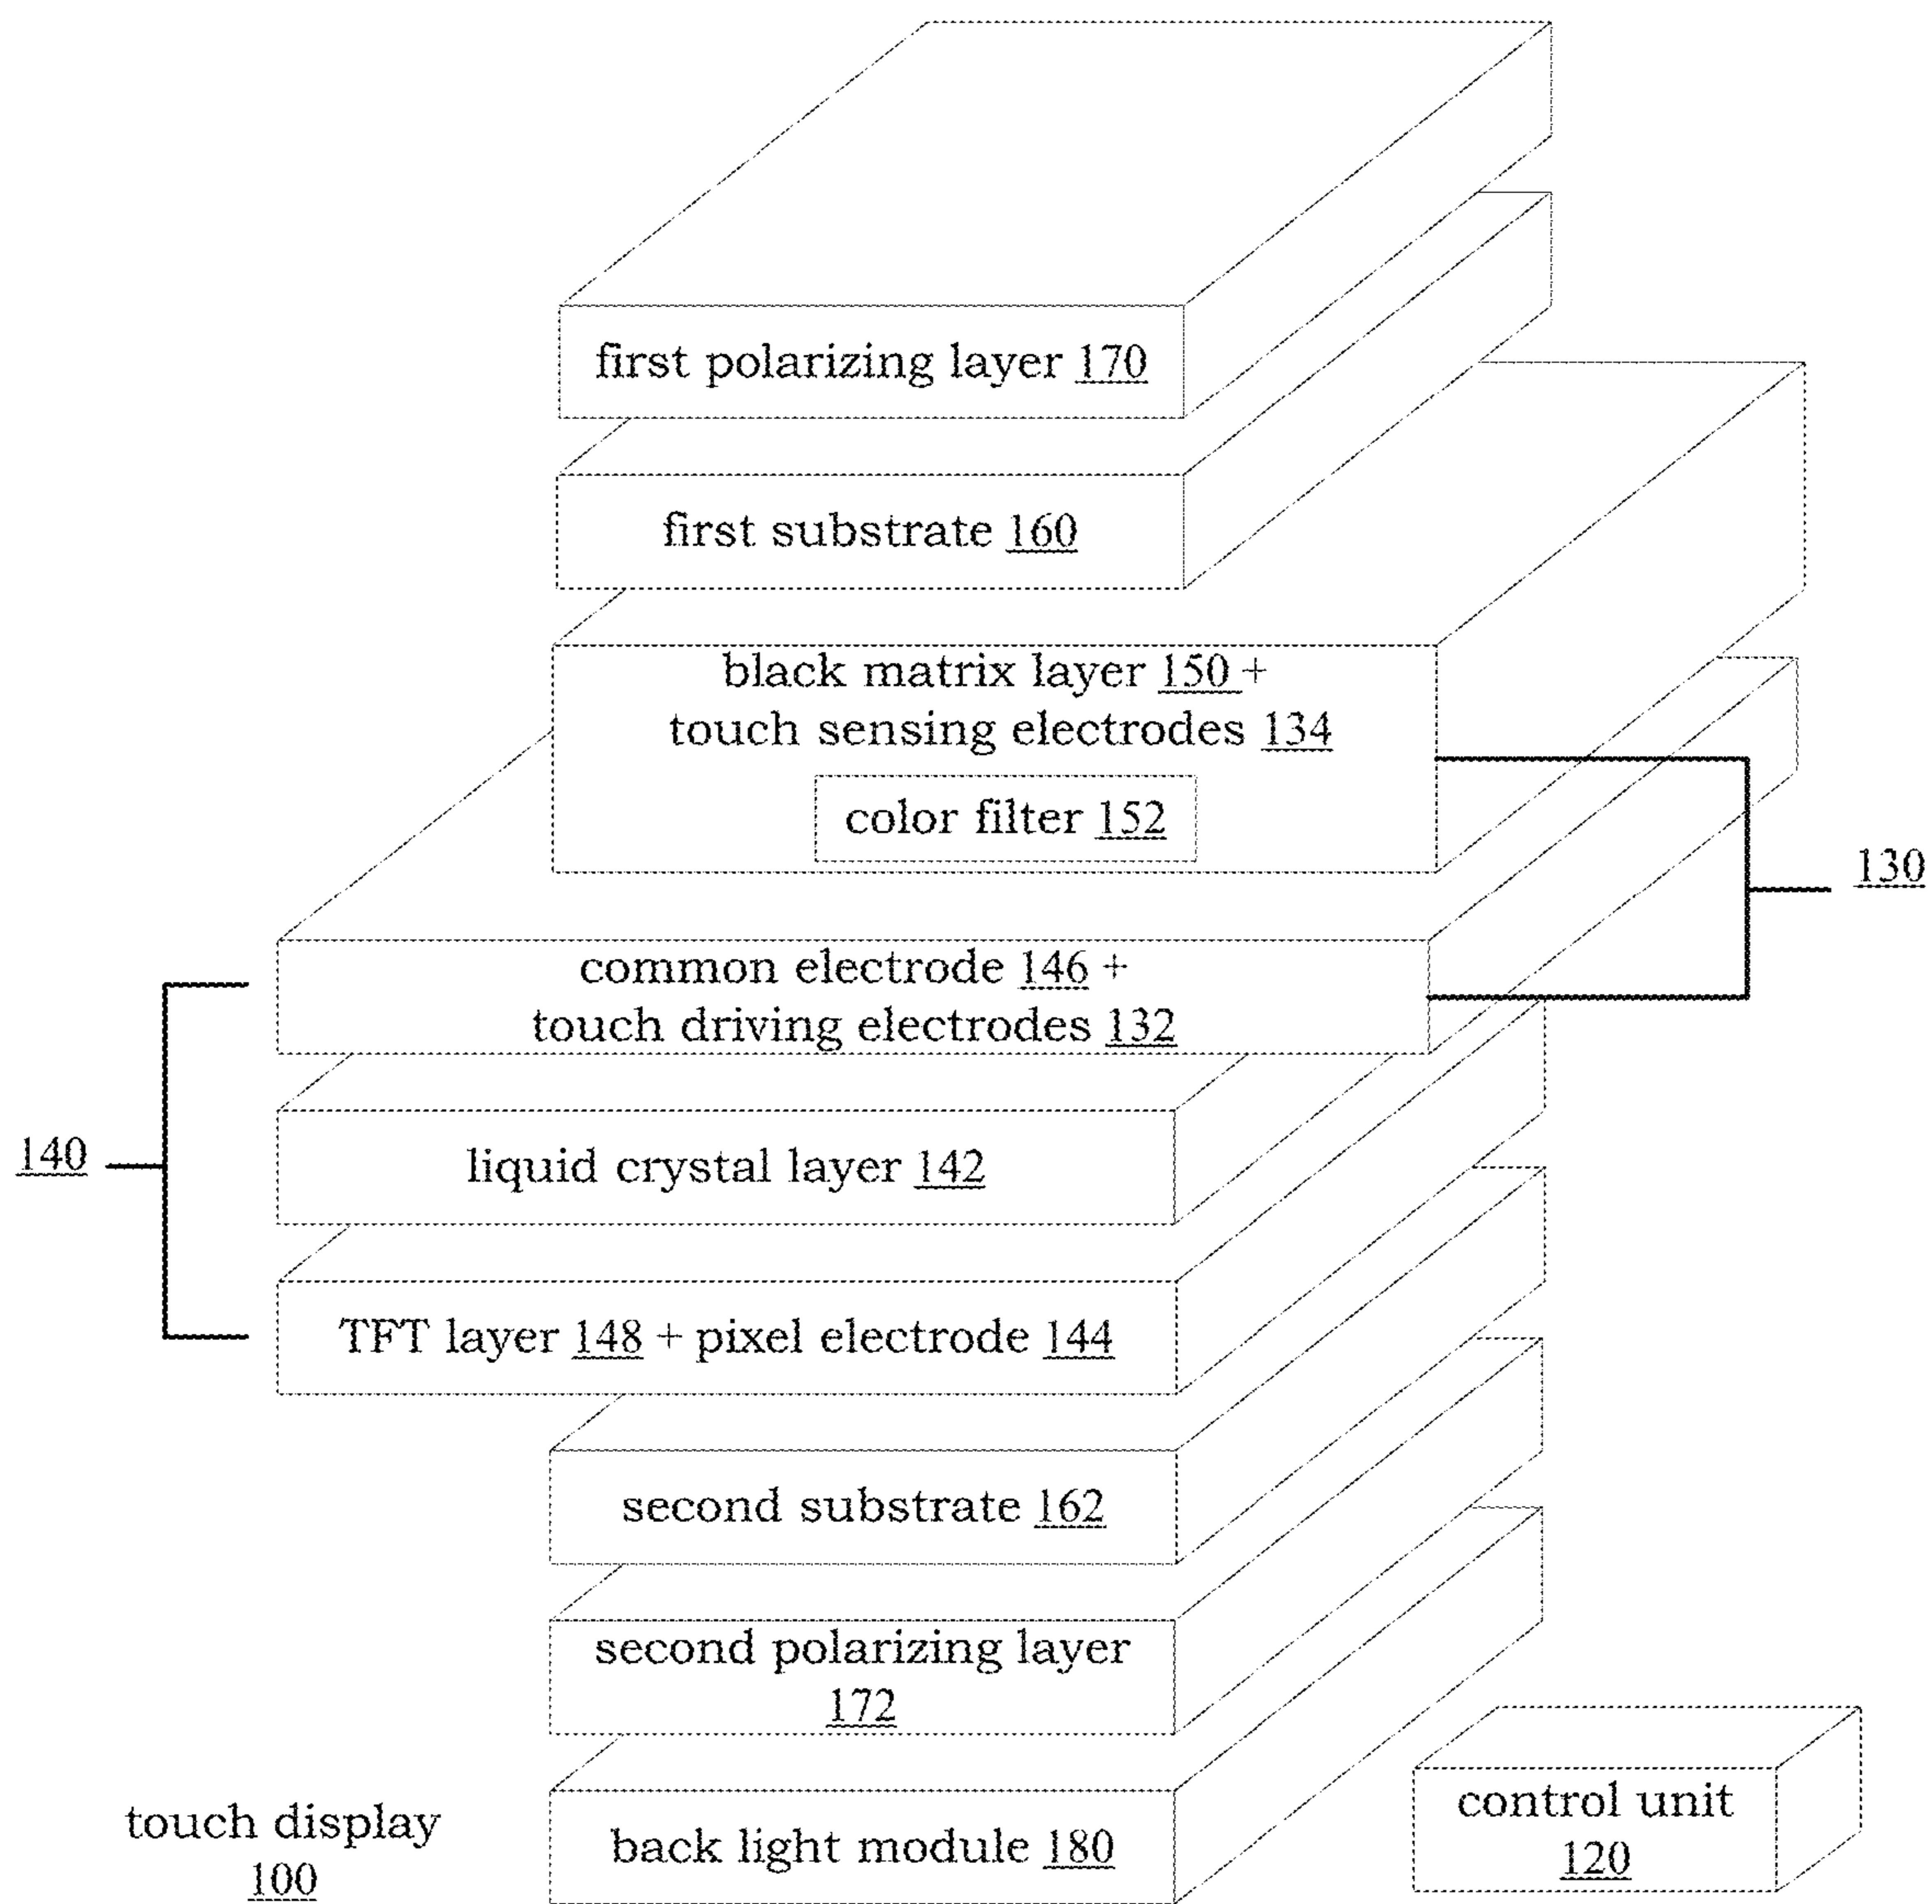 first polarizing layer 170
first substrate 160
black matrix layer 150 +
touch sensing electrodes 134
color filter 152
130
common electrode 146 +
touch driving electrodes 132
140
liquid crystal layer 142
TFT layer 148 + pixel electrode 144
second substrate 162
second polarizing layer
172
touch display
100
back light module 180
control unit
120